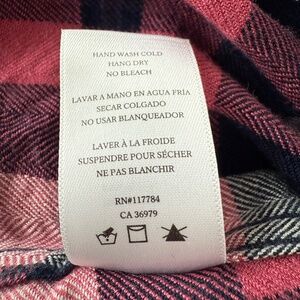 HAND WASH COLD
HANG DRY
NO BLEACH
LAVAR A MANO EN AGUA FRÍA
SECAR COLGADO
NO USAR BLANQUEADOR
LAVER À LA FROIDE
SUSPENDRE POUR SÉCHER
NE PAS BLANCHIR
RN#117784
CA 36979